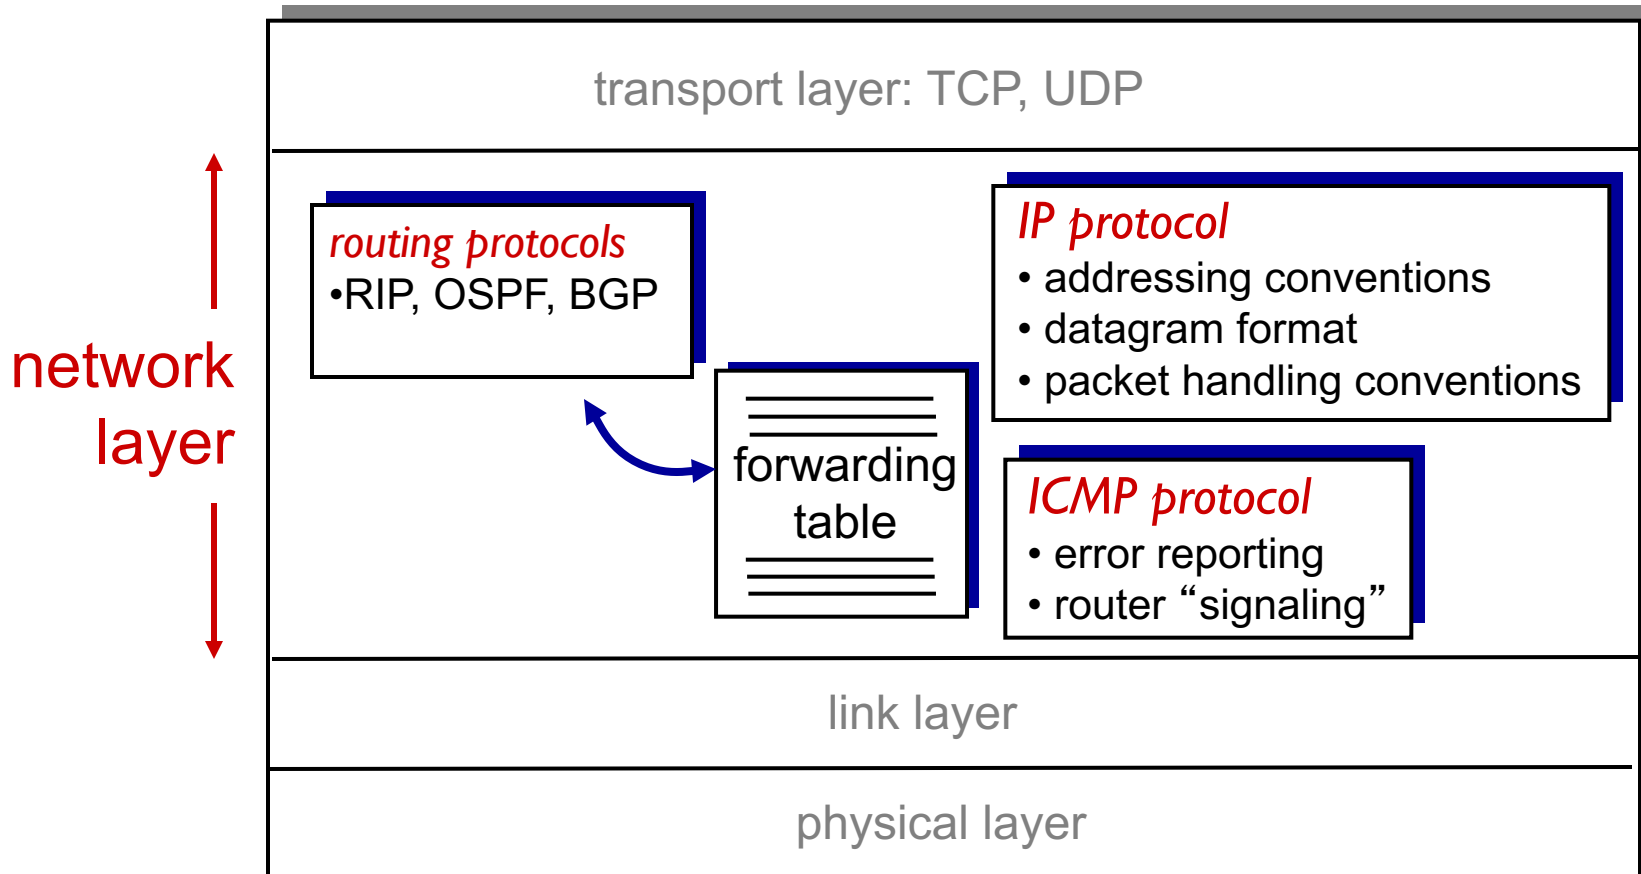 transport layer: TCP, UDP
network
layer
routing protocols
•RIP, OSPF, BGP
forwarding
table
IP protocol
• addressing conventions
• datagram format
• packet handling conventions
ICMP protocol
• error reporting
• router “signaling”
link layer
physical layer